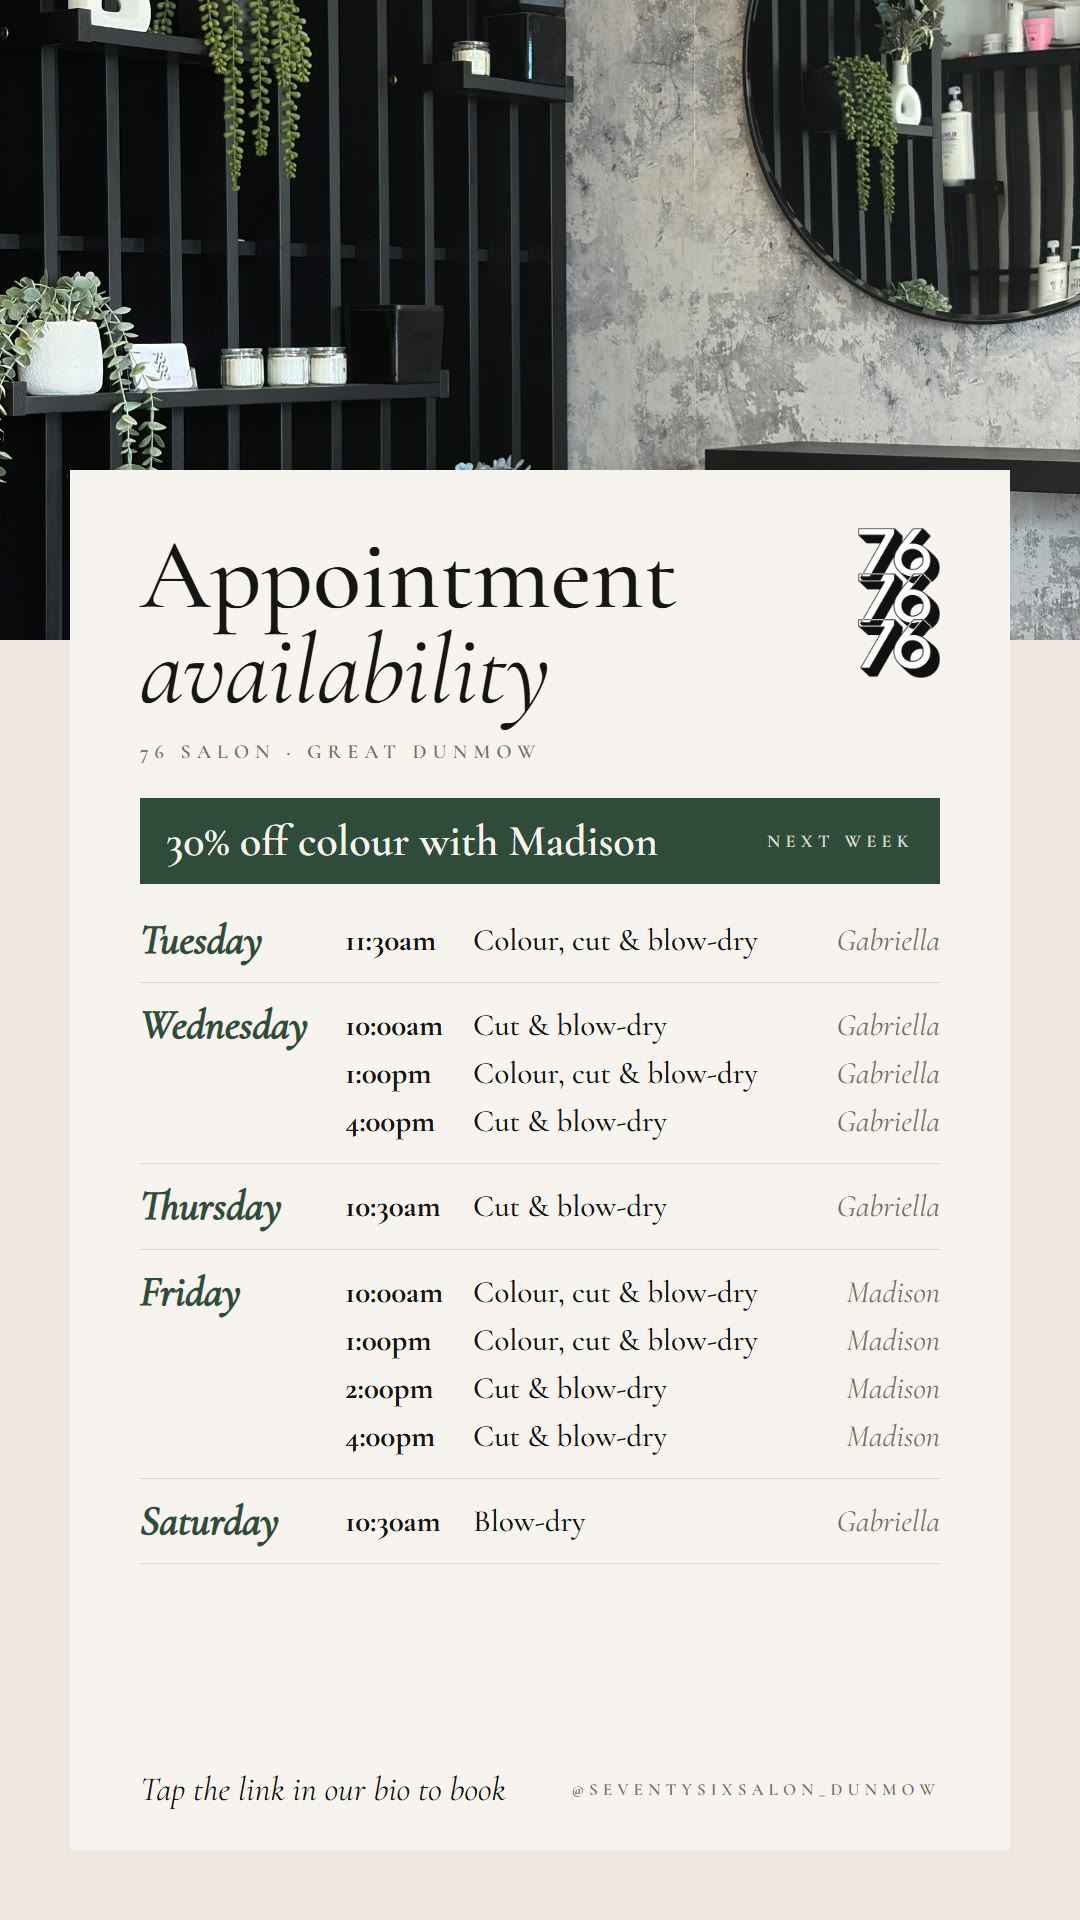 76
76
76
Appointment
availability
76 SALON · GREAT DUNMOW
30% off colour with Madison NEXT WEEK
Tuesday 11:30am Colour, cut & blow-dry Gabriella
Wednesday 10:00am Cut & blow-dry Gabriella
1:00pm Colour, cut & blow-dry Gabriella
4:00pm Cut & blow-dry Gabriella
Thursday 10:30am Cut & blow-dry Gabriella
Friday 10:00am Colour, cut & blow-dry Madison
1:00pm Colour, cut & blow-dry Madison
2:00pm Cut & blow-dry Madison
4:00pm Cut & blow-dry Madison
Saturday 10:30am Blow-dry Gabriella
Tap the link in our bio to book @SEVENTYSIXSALON_DUNMOW